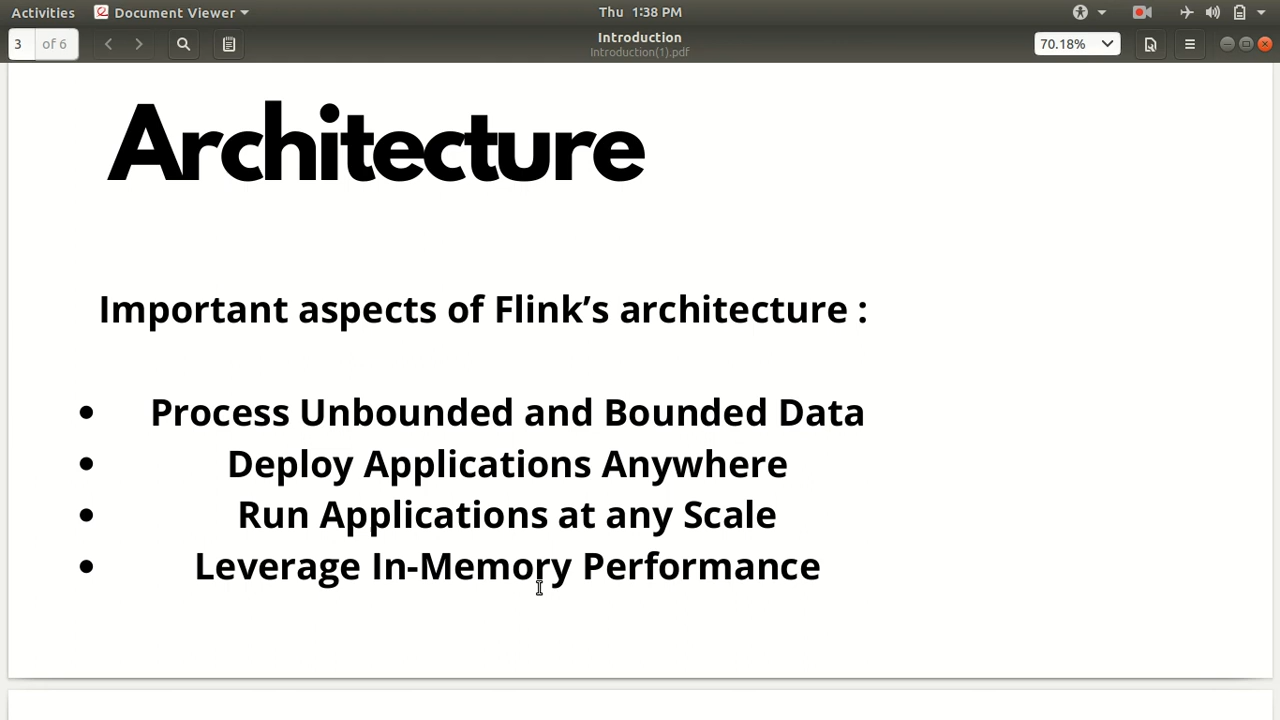 Activities Document Viewer Thu 1:38 PM
3 of 6 Introduction 70.18%
Introduction(1).pdf
Architecture
Important aspects of Flink’s architecture :
• Process Unbounded and Bounded Data
• Deploy Applications Anywhere
• Run Applications at any Scale
• Leverage In-Memory Performance